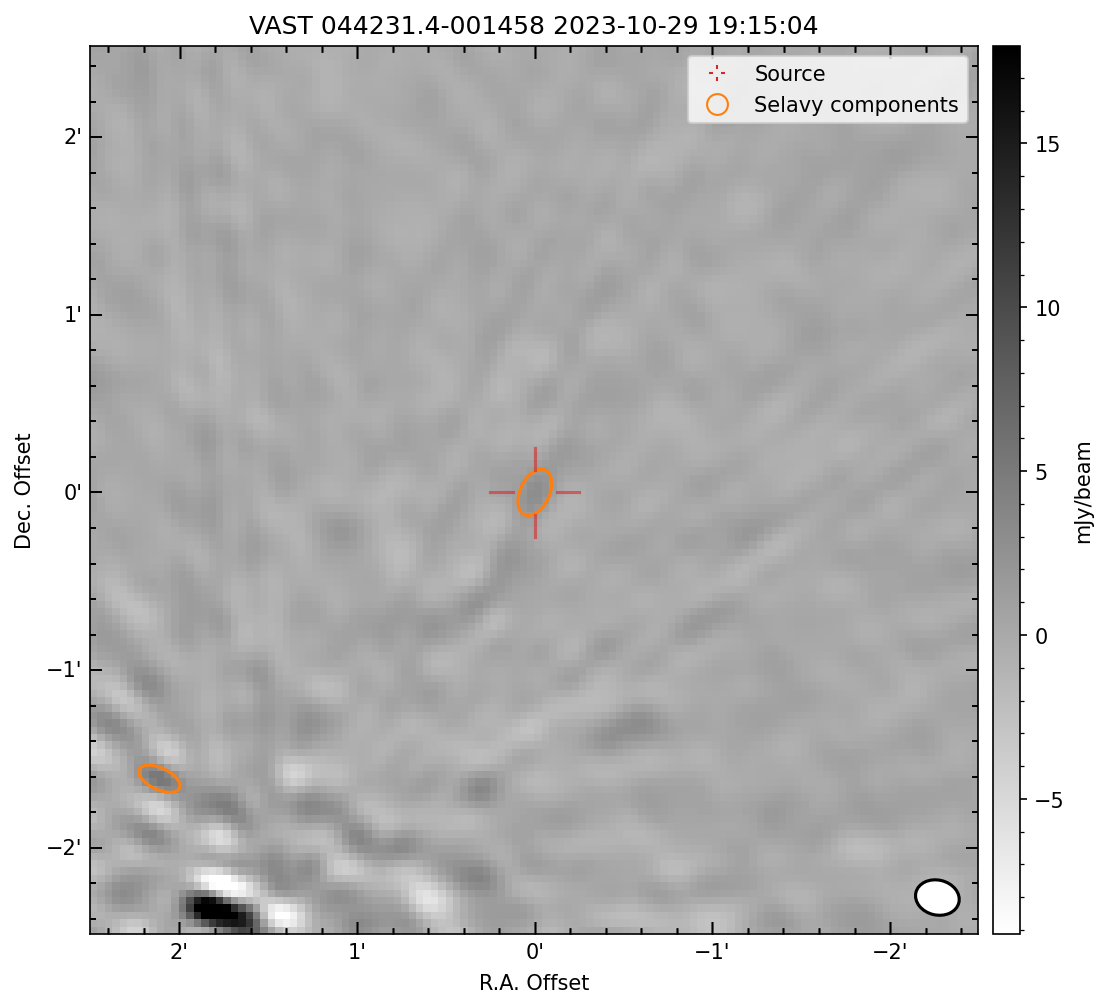 VAST 044231.4-001458 2023-10-29 19:15:04
Source
Selavy components
2'
1'
0'
−1'
−2'
Dec. Offset
2'
1'
0'
−1'
−2'
R.A. Offset
15
10
5
0
−5
mJy/beam